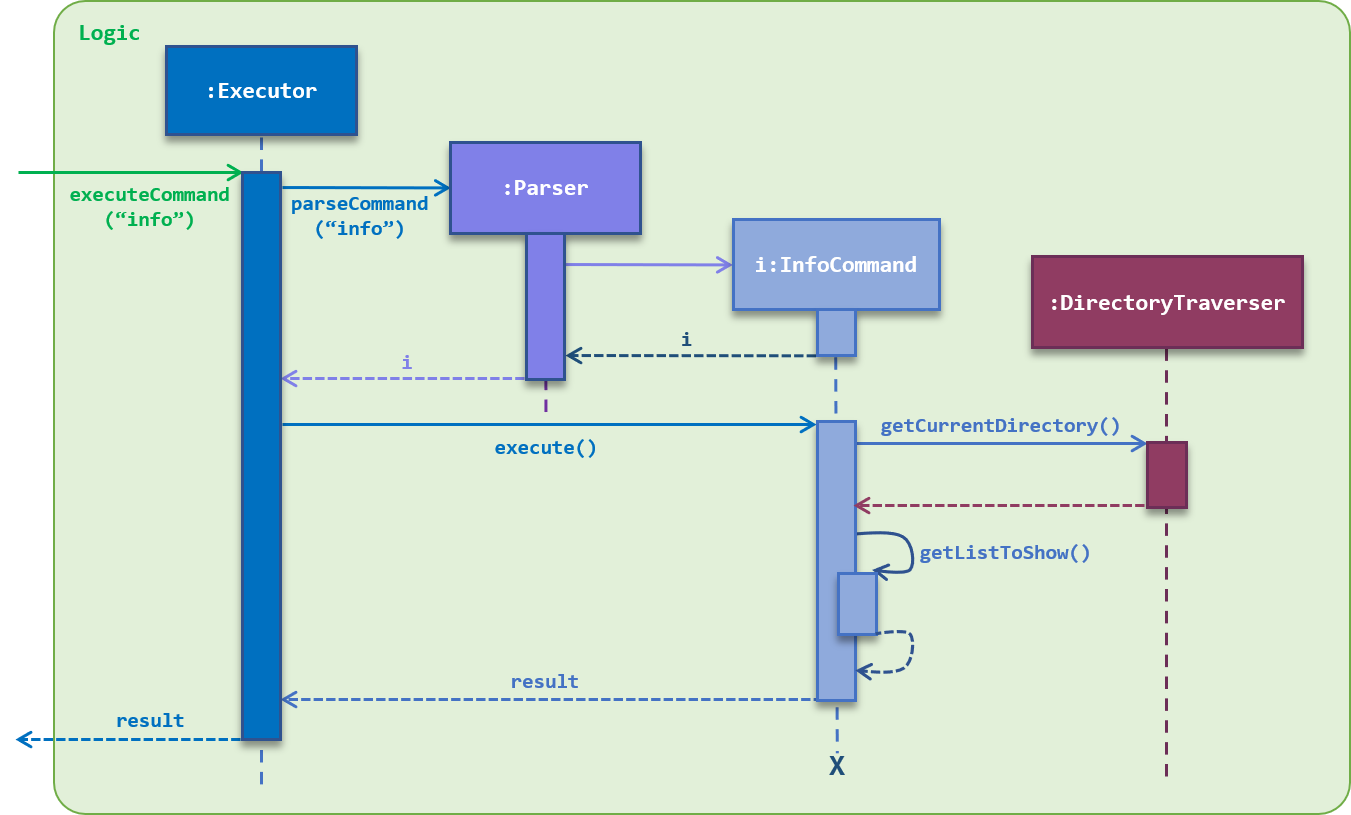 Logic
:Executor
:Parser
executeCommand
(“info”)
parseCommand
(“info”)
i:InfoCommand
:DirectoryTraverser
i
i
getCurrentDirectory()
execute()
getListToShow()
result
result
X